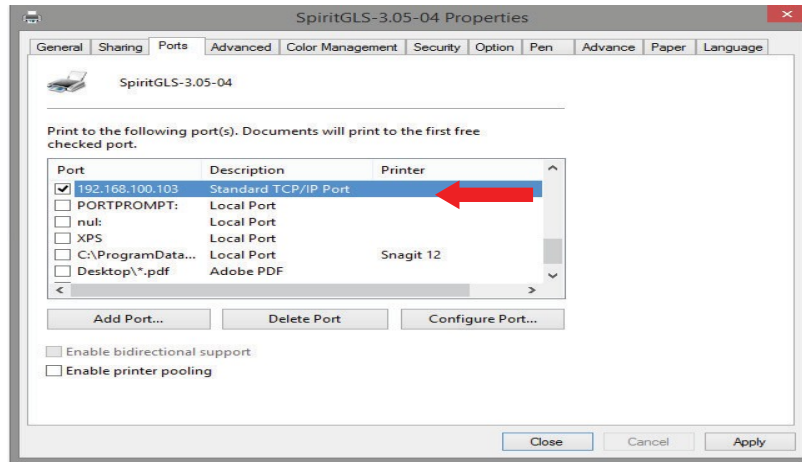 SpiritGLS-3.05-04 Properties
General Sharing Ports Advanced Color Management Security Option Pen Advance Paper Language
SpiritGLS-3.05-04
Print to the following port(s). Documents will print to the first free
checked port.
Port Description Printer
192.168.100.103 Standard TCP/IP Port
PORTPROMPT: Local Port
nul: Local Port
XPS Local Port
C:\ProgramData... Local Port Snagit 12
Desktop\*.pdf Adobe PDF
Add Port... Delete Port Configure Port...
Enable bidirectional support
Enable printer pooling
Close Cancel Apply